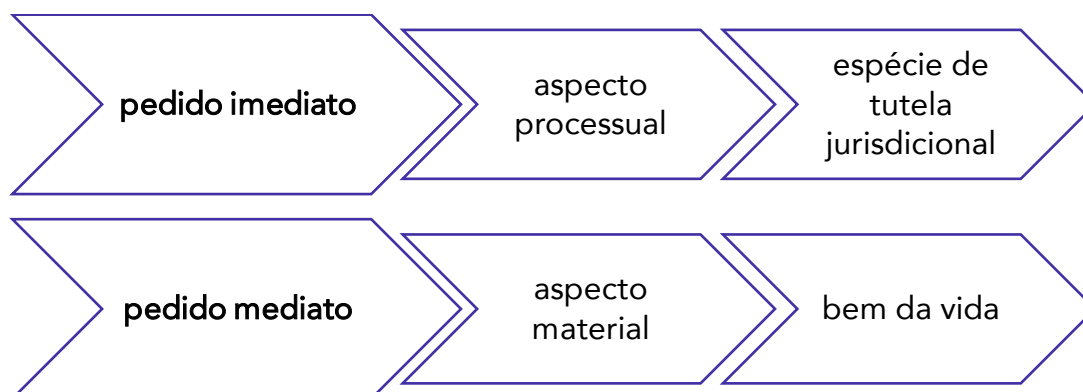 pedido imediato
aspecto
processual
espécie de
tutela
jurisdicional
pedido mediato
aspecto
material
bem da vida